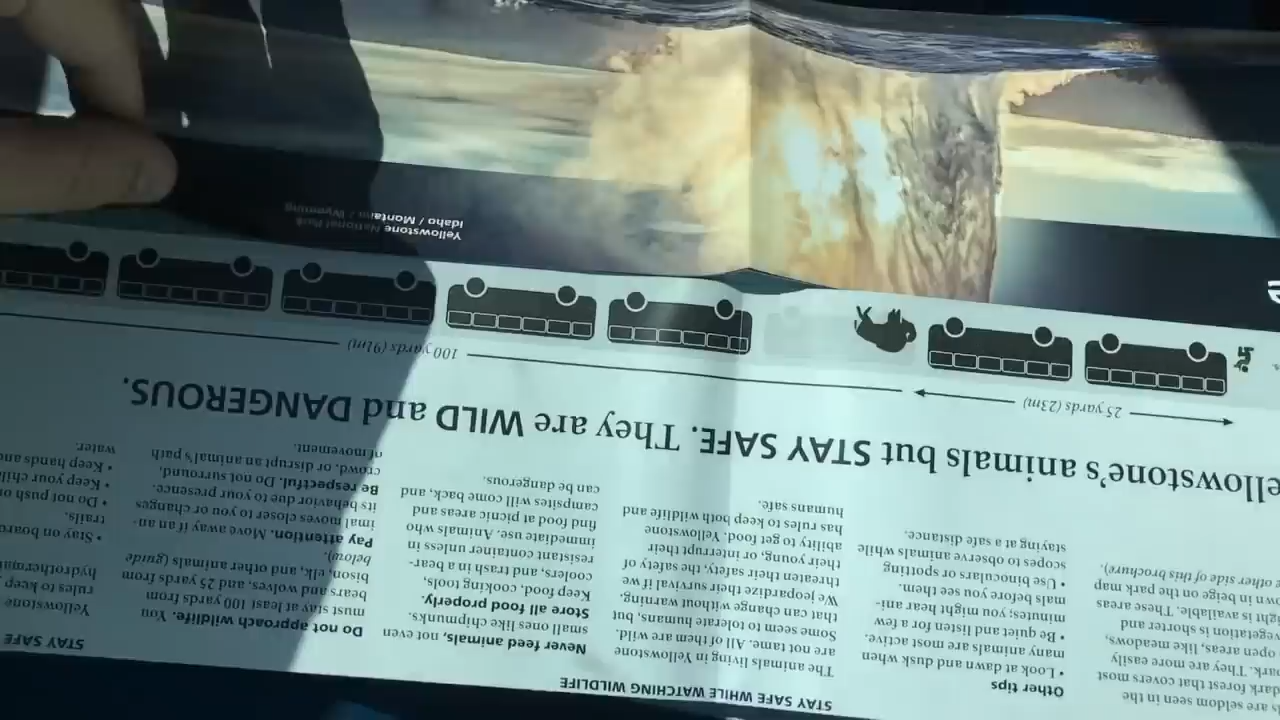 are seldom seen in the
dark forest that covers most
They are more easily
open areas, like meadows,
vegetation is shorter and
is available. These areas
in beige on the park map
other side of this brochure).
Other tips
• Look at dawn and dusk when
many animals are most active.
• Be quiet and listen for a few
minutes; you might hear ani-
mals before you see them.
• Use binoculars or spotting
scopes to observe animals while
staying at a safe distance.
STAY SAFE WHILE WATCHING WILDLIFE
The animals living in Yellowstone
are not tame. All of them are wild.
Some seem to tolerate humans, but
that can change without warning.
We jeopardize their survival if we
threaten their safety, the safety of
their young, or interrupt their
ability to get food. Yellowstone
has rules to keep both wildlife and
humans safe.
Never feed animals, not even
small ones like chipmunks.
Store all food properly.
Keep food, cooking tools,
coolers, and trash in a bear-
resistant container unless in
immediate use. Animals who
find food at picnic areas and
campsites will come back, and
can be dangerous.
Do not approach wildlife. You
must stay at least 100 yards from
bears and wolves, and 25 yards from
bison, elk, and other animals (guide
below).
Pay attention. Move away if an an-
imal moves closer to you or changes
its behavior due to your presence.
Be respectful. Do not surround,
crowd, or disrupt an animal's path
of movement.
STAY SAFE
Yellowstone
rules to keep
• Stay on board
trails.
• Do not push
• Keep your
• Keep hands and
water.
ellowstone's animals but STAY SAFE. They are WILD and DANGEROUS.
25 yards (23m)
100 yards (91m)
Yellowstone National Park
Idaho / Montana / Wyoming